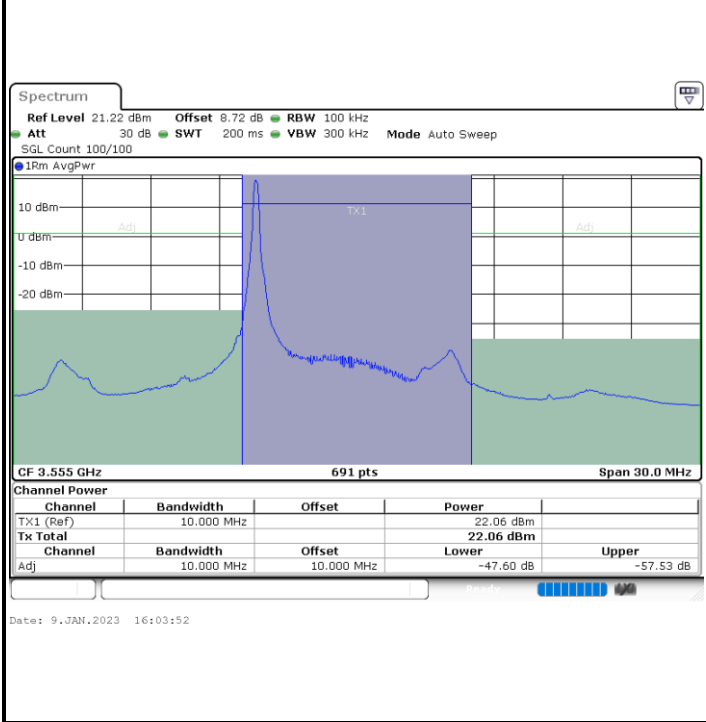 Spectrum
Ref Level 21.22 dBm Offset 8.72 dB RBW 100 kHz
Att 30 dB SWT 200 ms VBW 300 kHz Mode Auto Sweep
SGL Count 100/100
1Rm AvgPwr
10 dBm
TX1
Adj
Adj
0 dBm
-10 dBm
-20 dBm
CF 3.555 GHz 691 pts Span 30.0 MHz
Channel Power
Channel Bandwidth Offset Power
TX1 (Ref) 10.000 MHz 22.06 dBm
Tx Total 22.06 dBm
Channel Bandwidth Offset Lower Upper
Adj 10.000 MHz 10.000 MHz -47.60 dB -57.53 dB
Ready
Date: 9.JAN.2023 16:03:52